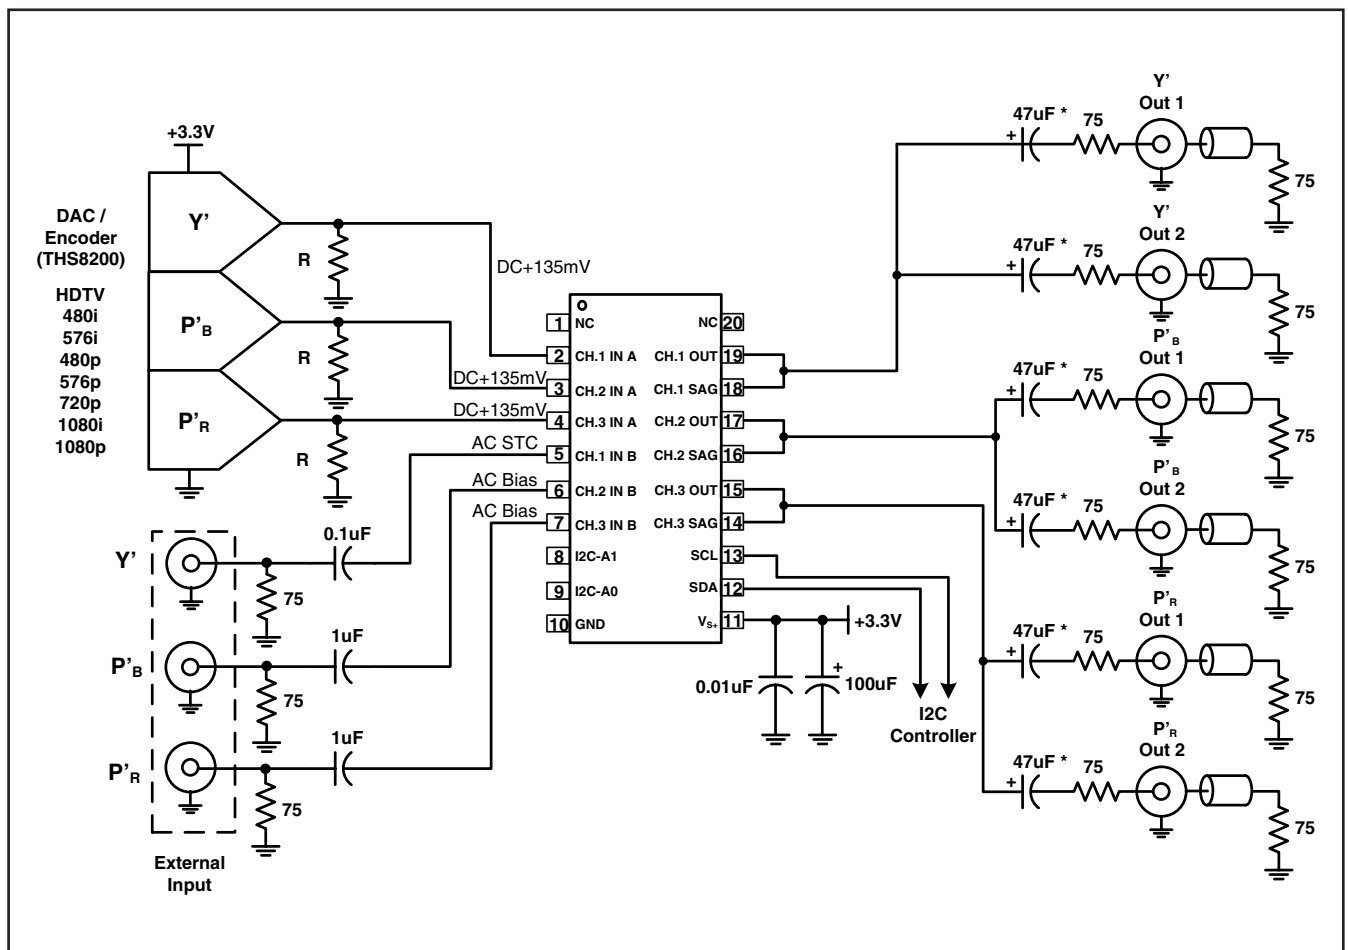 +3.3V
DAC /
Encoder
(THS8200)
HDTV
480i
576i
480p
576p
720p
1080i
1080p
Y'
P'B
P'R
R
R
R
DC+135mV
DC+135mV
DC+135mV
AC STC
AC Bias
AC Bias
Y'
P'B
P'R
0.1uF
1uF
1uF
75
75
75
External
Input
1 NC
2 CH.1 IN A
3 CH.2 IN A
4 CH.3 IN A
5 CH.1 IN B
6 CH.2 IN B
7 CH.3 IN B
8 I2C-A1
9 I2C-A0
10 GND
NC 20
CH.1 OUT 19
CH.1 SAG 18
CH.2 OUT 17
CH.2 SAG 16
CH.3 OUT 15
CH.3 SAG 14
SCL 13
SDA 12
VS+ 11
+3.3V
0.01uF
+
100uF
I2C
Controller
Y'
Out 1
47uF *
+
75
75
Y'
Out 2
47uF *
+
75
75
P'B
Out 1
47uF *
+
75
75
P'B
Out 2
47uF *
+
75
75
P'R
Out 1
47uF *
+
75
75
P'R
Out 2
47uF *
+
75
75